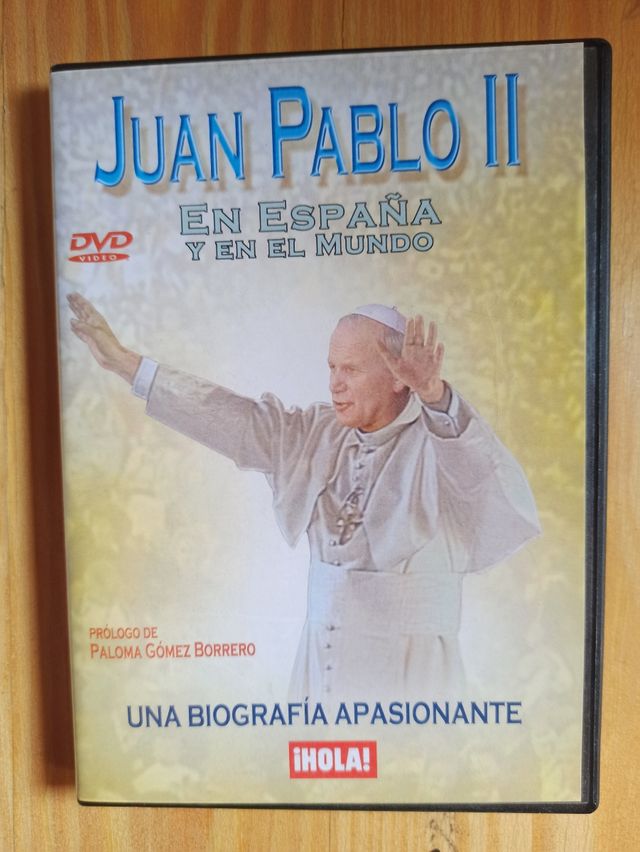 JUAN PABLO II
EN ESPAÑA
Y EN EL MUNDO
DVD
VIDEO
PRÓLOGO DE
PALOMA GÓMEZ BORRERO
UNA BIOGRAFÍA APASIONANTE
¡HOLA!